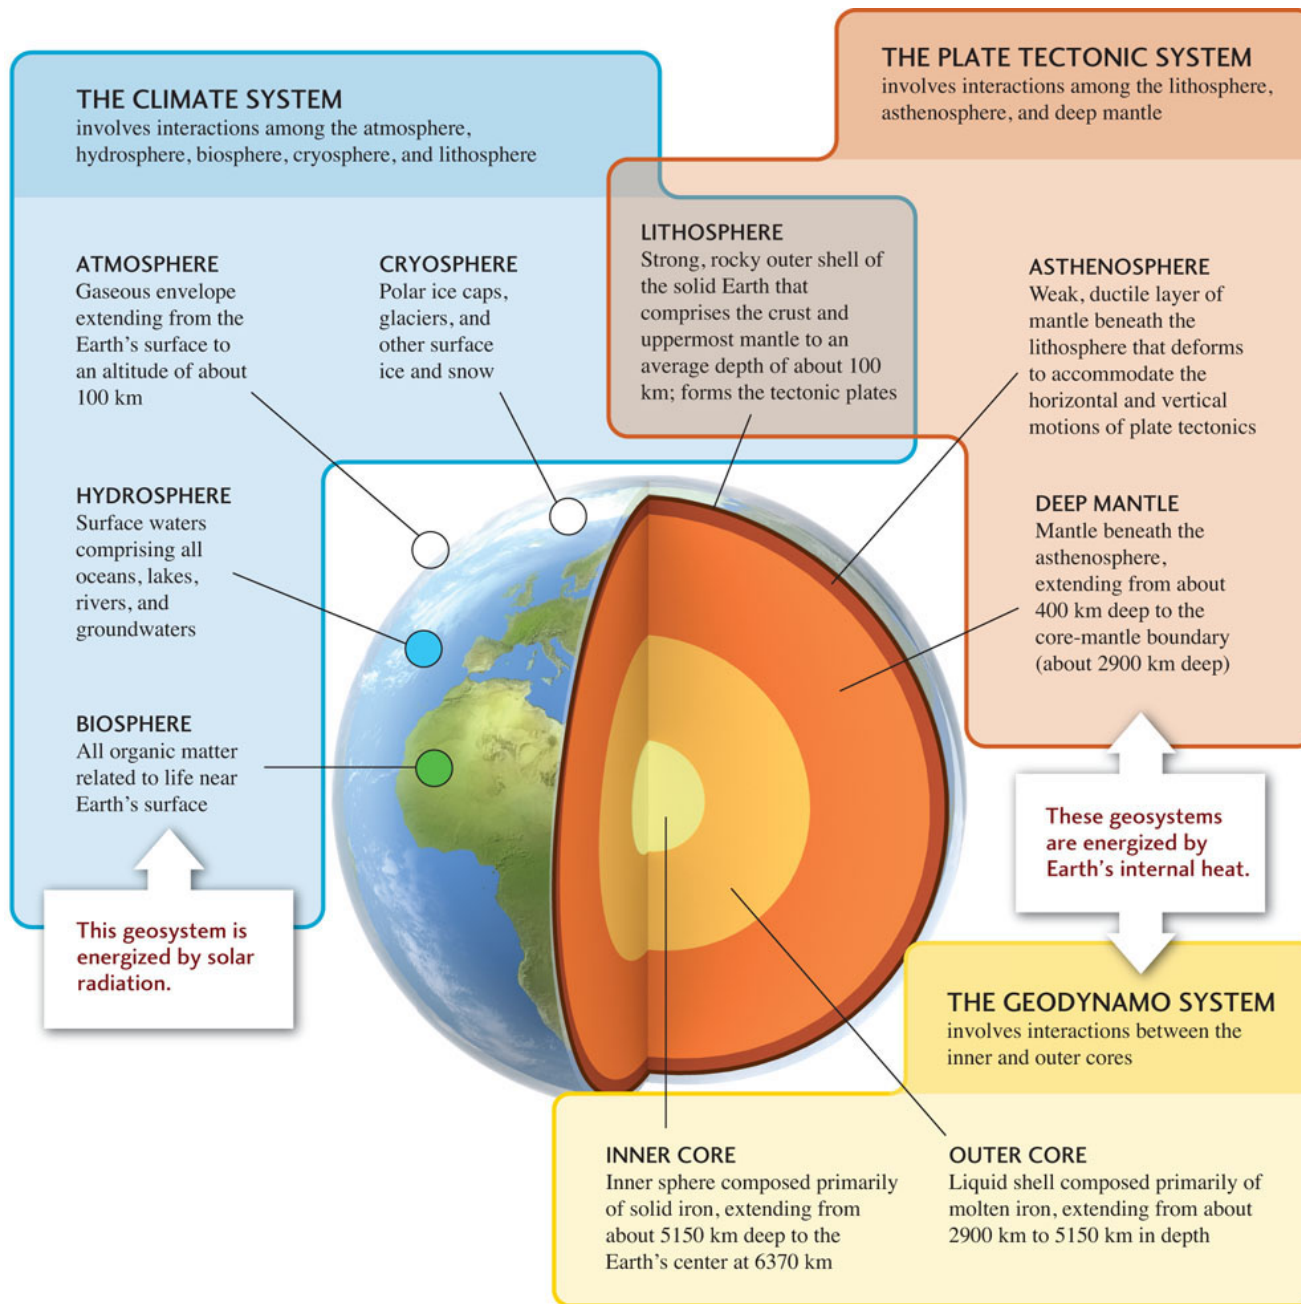 THE CLIMATE SYSTEM
involves interactions among the atmosphere,
hydrosphere, biosphere, cryosphere, and lithosphere
THE PLATE TECTONIC SYSTEM
involves interactions among the lithosphere,
asthenosphere, and deep mantle
ATMOSPHERE
Gaseous envelope
extending from the
Earth's surface to
an altitude of about
100 km
CRYOSPHERE
Polar ice caps,
glaciers, and
other surface
ice and snow
LITHOSPHERE
Strong, rocky outer shell of
the solid Earth that
comprises the crust and
uppermost mantle to an
average depth of about 100
km; forms the tectonic plates
ASTHENOSPHERE
Weak, ductile layer of
mantle beneath the
lithosphere that deforms
to accommodate the
horizontal and vertical
motions of plate tectonics
HYDROSPHERE
Surface waters
comprising all
oceans, lakes,
rivers, and
groundwaters
DEEP MANTLE
Mantle beneath the
asthenosphere,
extending from about
400 km deep to the
core-mantle boundary
(about 2900 km deep)
BIOSPHERE
All organic matter
related to life near
Earth's surface
These geosystems
are energized by
Earth's internal heat.
This geosystem is
energized by solar
radiation.
THE GEODYNAMO SYSTEM
involves interactions between the
inner and outer cores
INNER CORE
Inner sphere composed primarily
of solid iron, extending from
about 5150 km deep to the
Earth's center at 6370 km
OUTER CORE
Liquid shell composed primarily of
molten iron, extending from about
2900 km to 5150 km in depth